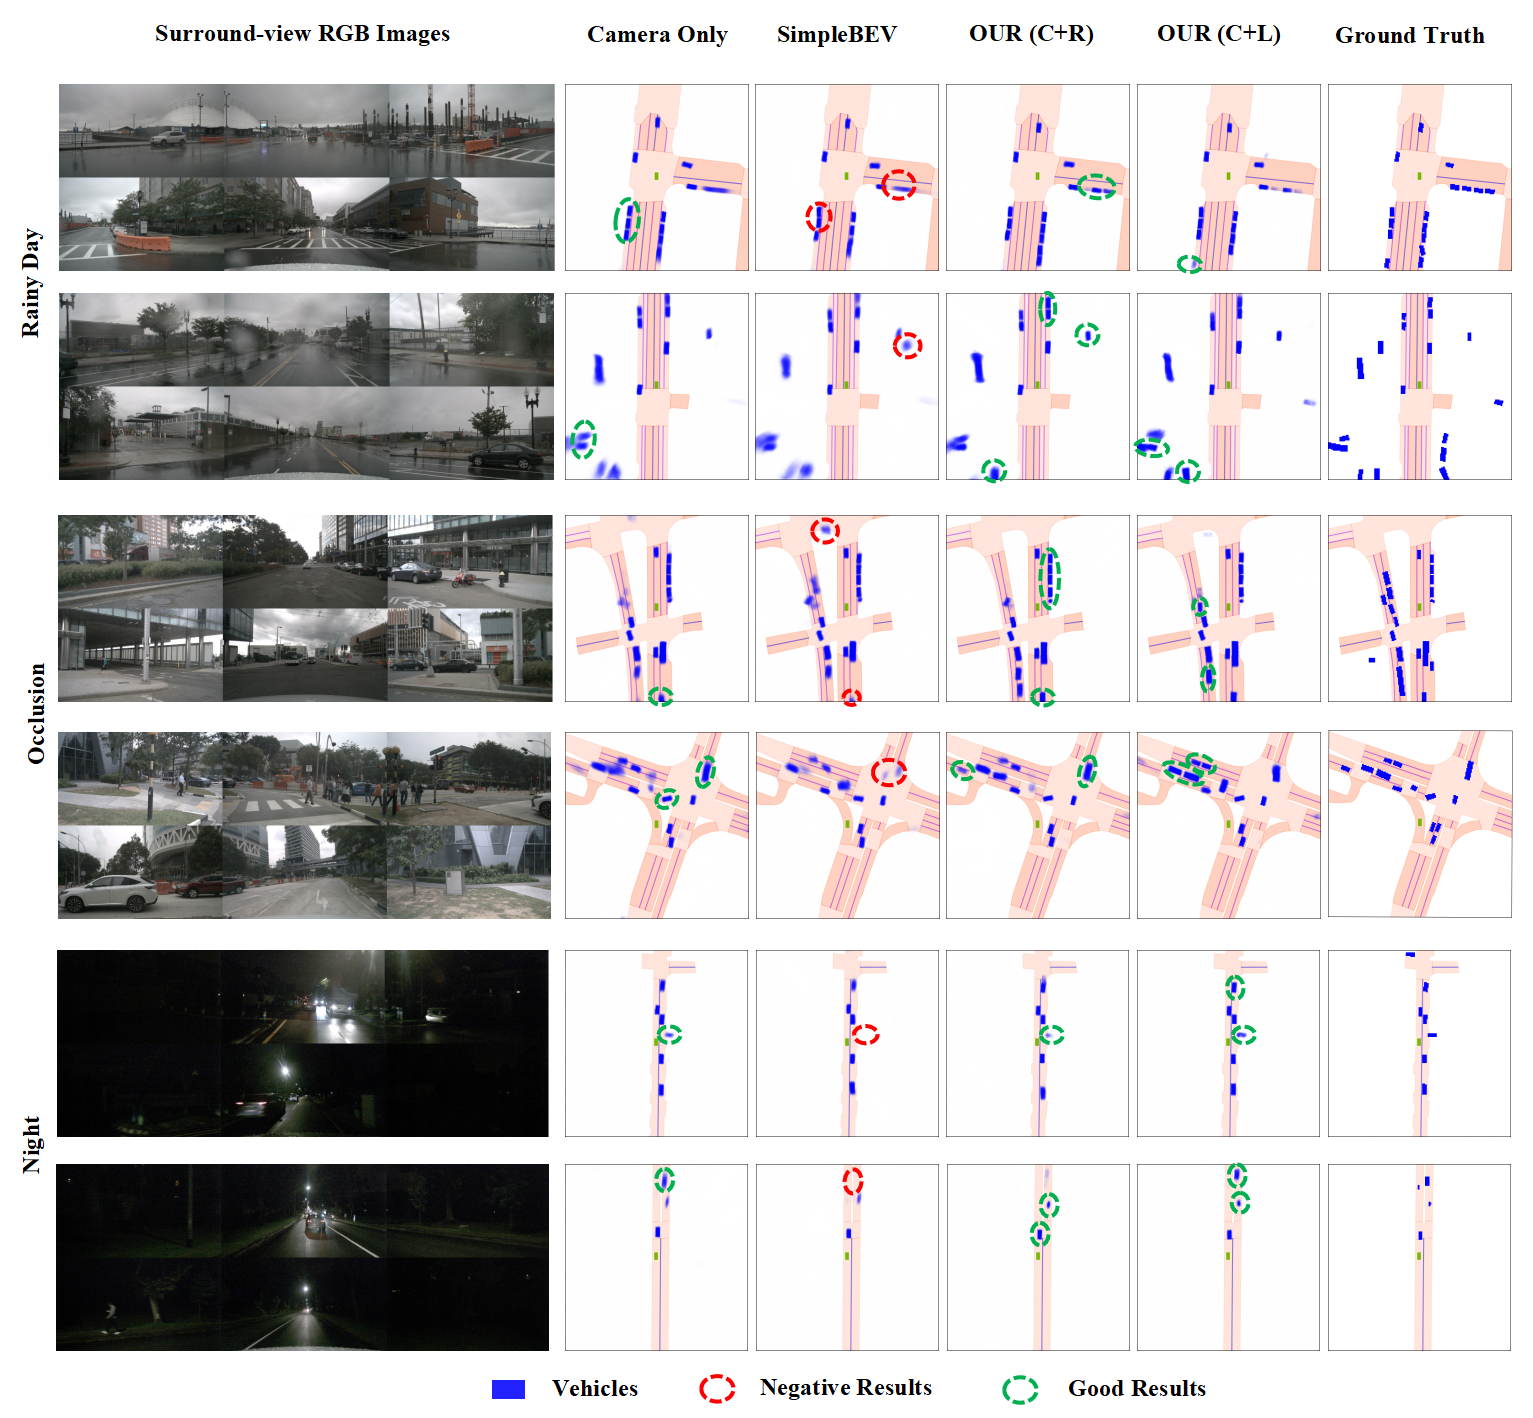 Surround-view RGB Images
Camera Only
SimpleBEV
OUR (C+R)
OUR (C+L)
Ground Truth
Rainy Day
Occlusion
Night
Vehicles
Negative Results
Good Results